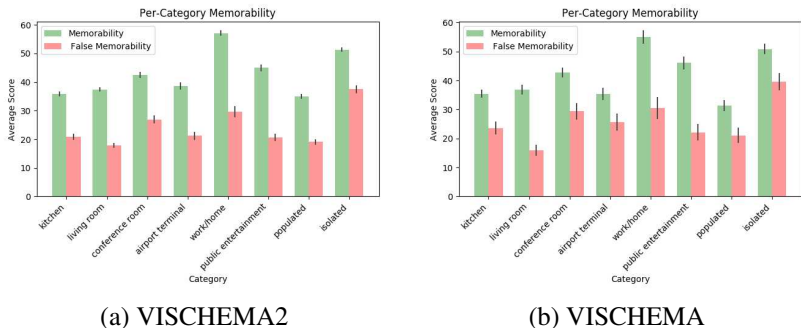 Per-Category Memorability
60
50
40
30
20
10
0
Average Score
Memorability
False Memorability
kitchen
living room
conference room
airport terminal
work/home
public entertainment
populated
isolated
Category
(a) VISCHEMA2
Per-Category Memorability
60
50
40
30
20
10
0
Average Score
Memorability
False Memorability
kitchen
living room
conference room
airport terminal
work/home
public entertainment
populated
isolated
Category
(b) VISCHEMA